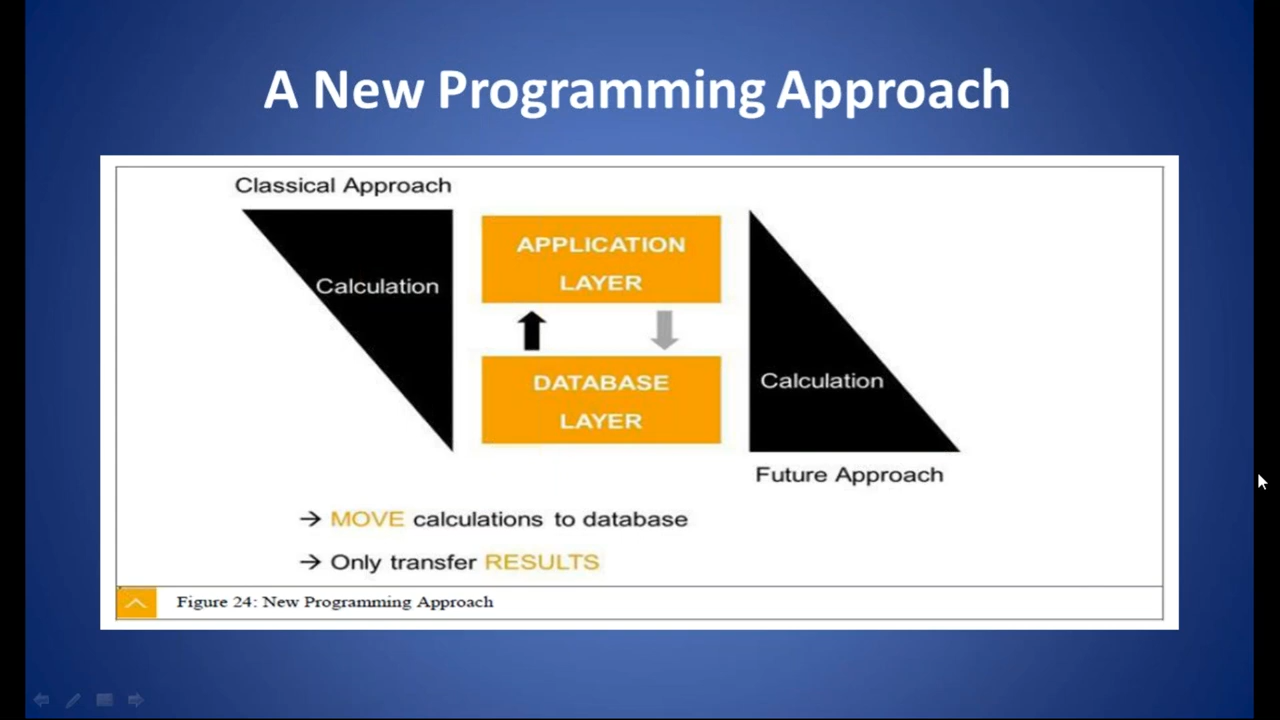 A New Programming Approach
Classical Approach
Calculation
APPLICATION
LAYER
DATABASE
LAYER
Calculation
Future Approach
→ MOVE calculations to database
→ Only transfer RESULTS
Figure 24: New Programming Approach